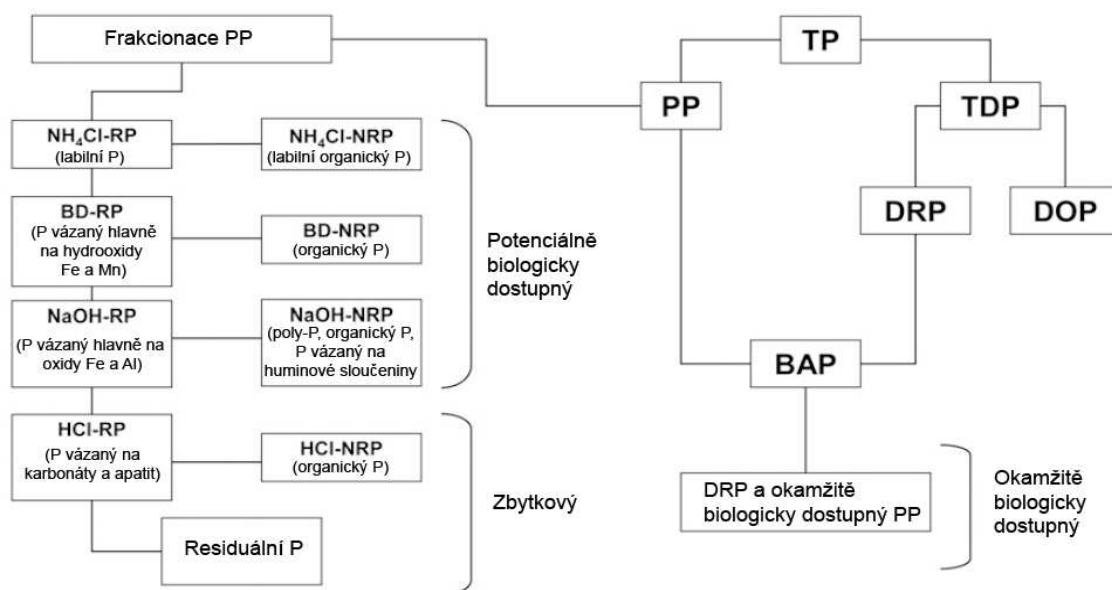 Frakcionace PP
NH₄Cl-RP
(labilní P)
NH₄Cl-NRP
(labilní organický P)
BD-RP
(P vázaný hlavně
na hydrooxidy
Fe a Mn)
BD-NRP
(organický P)
NaOH-RP
(P vázaný hlavně na
oxidy Fe a Al)
NaOH-NRP
(poly-P, organický P,
P vázaný na
huminové sloučeniny
Potenciálně
biologicky
dostupný
HCl-RP
(P vázaný na
karbonáty a apatit)
HCl-NRP
(organický P)
Residuální P
Zbytkový
TP
PP
TDP
DRP
DOP
BAP
DRP a okamžitě
biologicky dostupný PP
Okamžitě
biologicky
dostupný